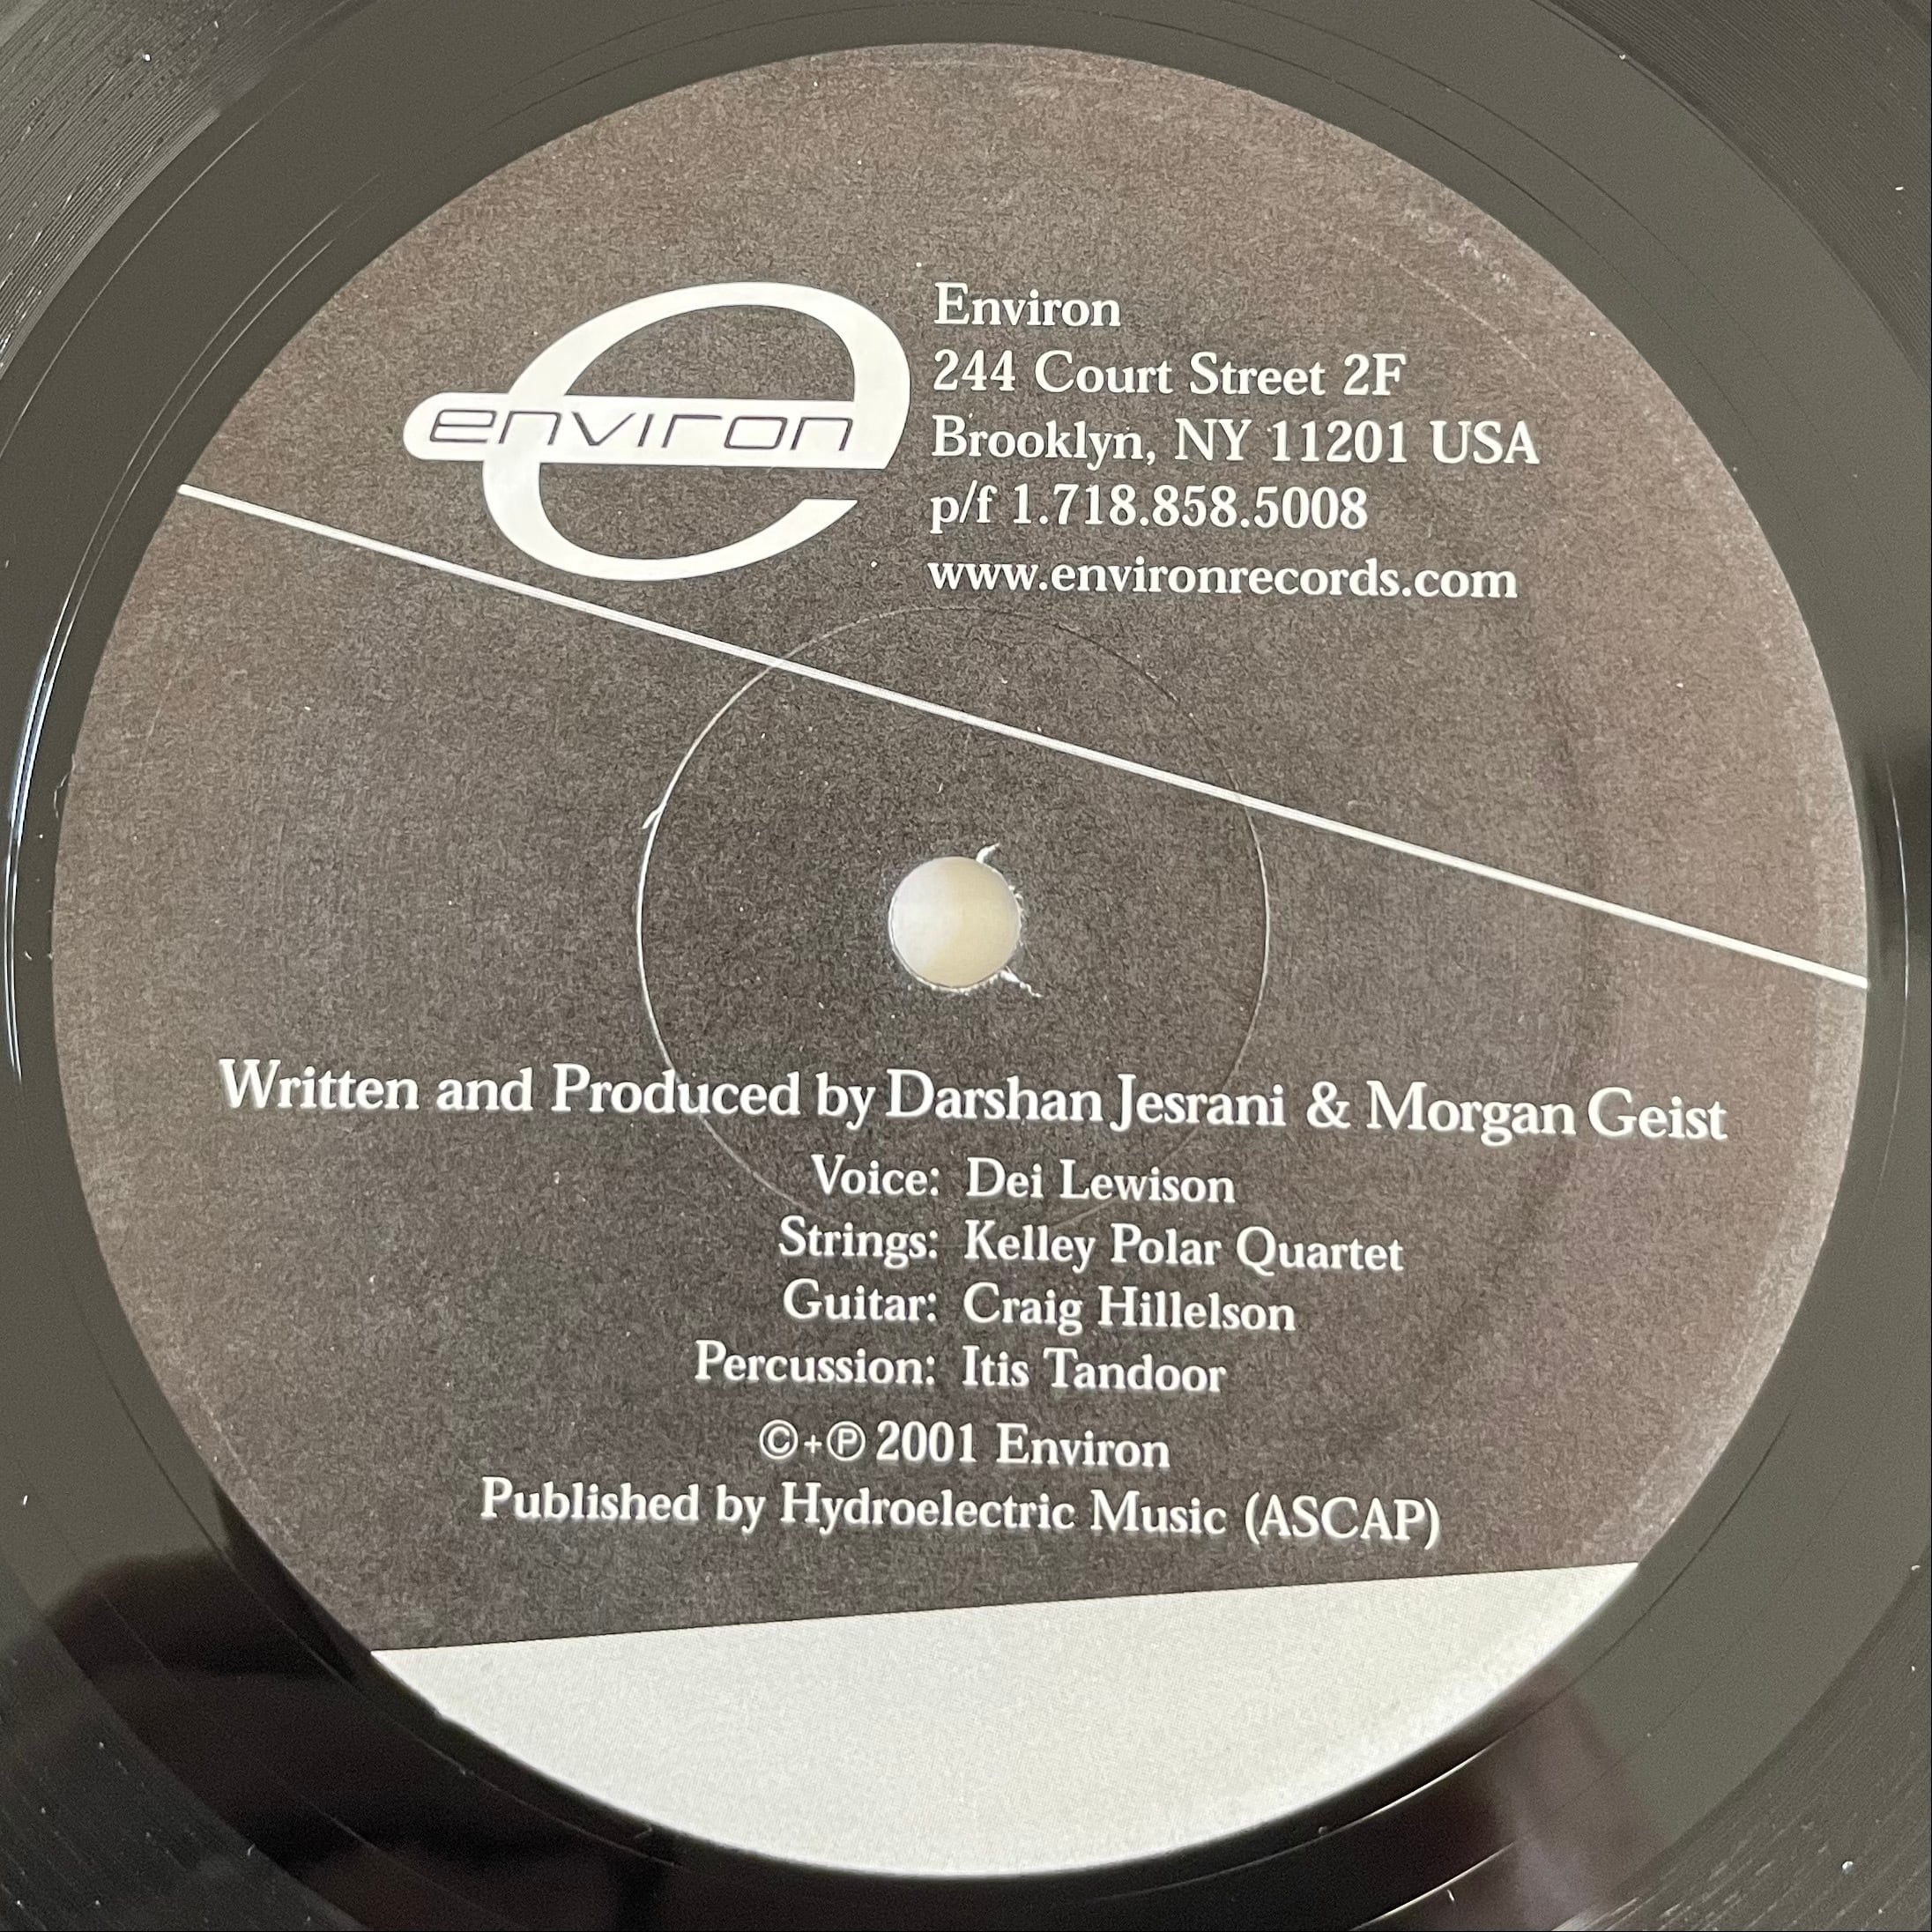 environ
Environ
244 Court Street 2F
Brooklyn, NY 11201 USA
p/f 1.718.858.5008
www.environrecords.com
Written and Produced by Darshan Jesrani & Morgan Geist
Voice: Dei Lewison
Strings: Kelley Polar Quartet
Guitar: Craig Hillelson
Percussion: Itis Tandoor
©+℗ 2001 Environ
Published by Hydroelectric Music (ASCAP)